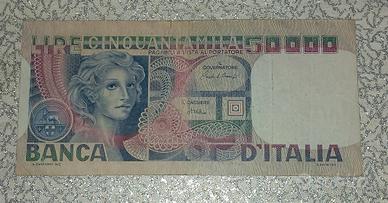 LIRE CINQUANTAMILA 50000
PAGABILI A VISTA AL PORTATORE
IL GOVERNATORE
IL CASSIERE
BANCA D'ITALIA